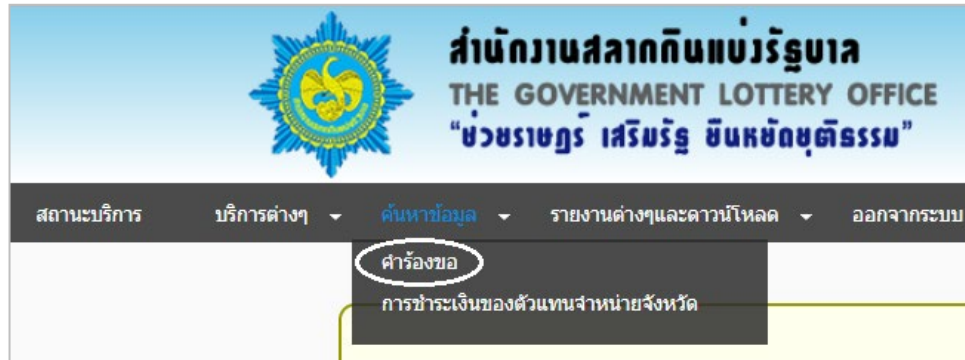 สำนักงานสลากกินแบ่งรัฐบาล
THE GOVERNMENT LOTTERY OFFICE
“ช่วยราษฎร์ เสริมรัฐ ยืนหยัดยุติธรรม”
สถานะบริการ บริการต่างๆ ค้นหาข้อมูล รายงานต่างๆและดาวน์โหลด ออกจากระบบ
คำร้องขอ
การชำระเงินของตัวแทนจำหน่ายจังหวัด